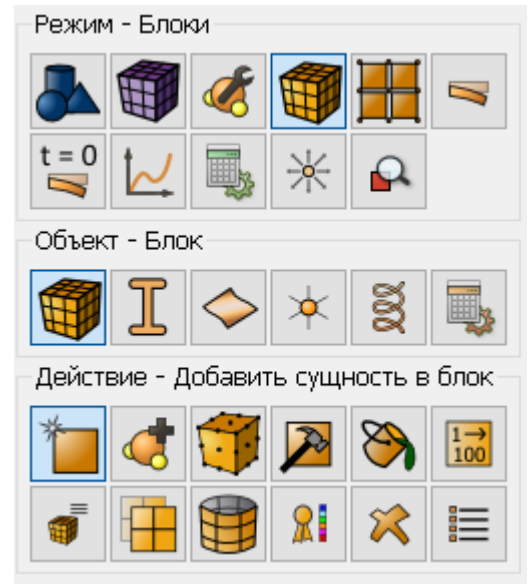 Режим - Блоки
t = 0
Объект - Блок
Действие - Добавить сущность в блок
1→
100